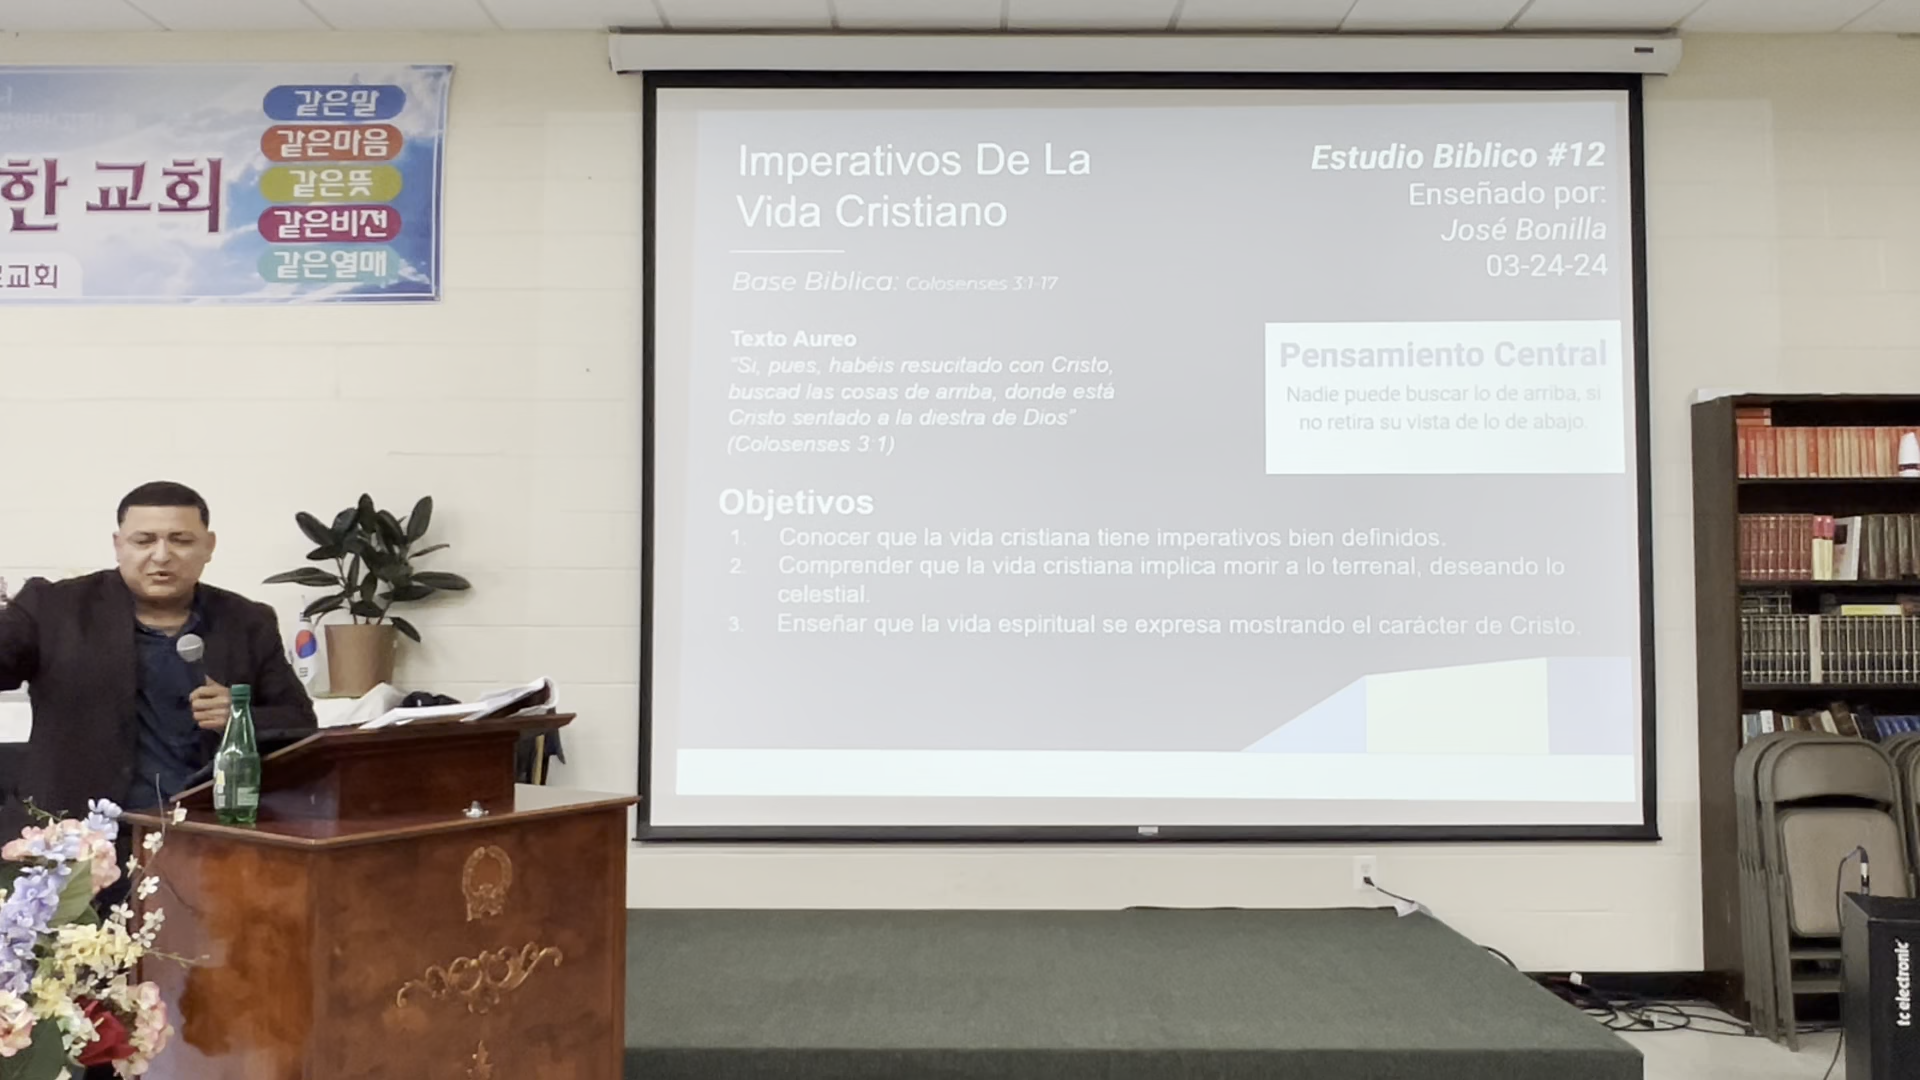 한 교회
같은말
같은마음
같은뜻
같은비전
같은열매
교회
Imperativos De La
Vida Cristiano
Base Biblica: Colosenses 3:1-17
Texto Aureo
"Si, pues, habéis resucitado con Cristo,
buscad las cosas de arriba, donde está
Cristo sentado a la diestra de Dios"
(Colosenses 3:1)
Estudio Biblico #12
Enseñado por:
José Bonilla
03-24-24
Pensamiento Central
Nadie puede buscar lo de arriba, si
no retira su vista de lo de abajo.
Objetivos
1. Conocer que la vida cristiana tiene imperativos bien definidos.
2. Comprender que la vida cristiana implica morir a lo terrenal, deseando lo
celestial.
3. Enseñar que la vida espiritual se expresa mostrando el carácter de Cristo.
tc electronic